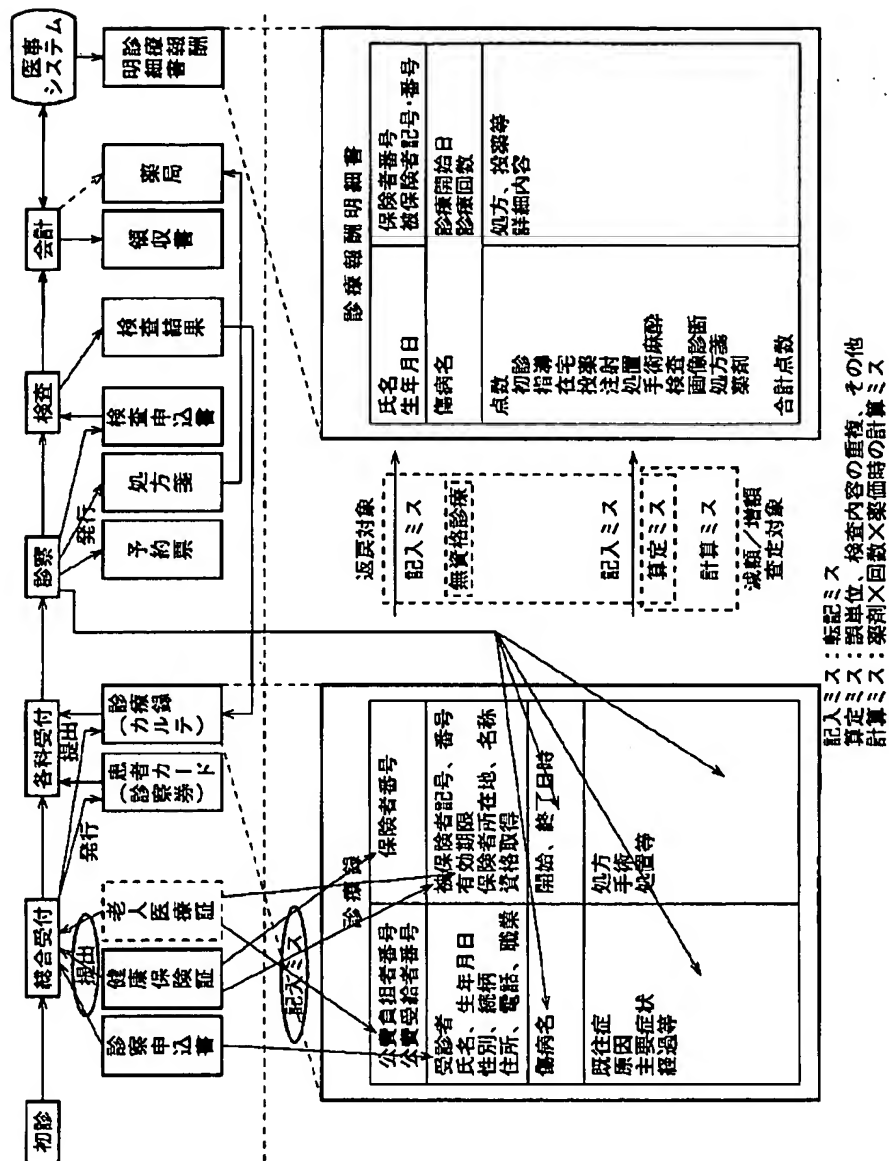 初診
総合受付
各科受付
診察
検査
会計
医事
システム
提出
発行
提出
発行
診察申込書
健康保険証
老人医療証
患者カード
（診察券）
診療録
（カルテ）
予約票
処方箋
検査申込書
検査結果
領収書
薬局
診療報酬
明細書
記入ミス
診療録
公費負担者番号
公費受給者番号
保険者番号
受診者
氏名、生年月日
性別、続柄
住所、電話、職業
被保険者記号、番号
有効期限
保険者所在地、名称
資格取得
傷病名
開始、終了日時
既往症
原因
主要症状
経過等
処方
手術
処置等
返戻対象
記入ミス
無資格診療
記入ミス
算定ミス
計算ミス
減額／増額
査定対象
診療報酬明細書
氏名
生年月日
保険者番号
被保険者記号・番号
傷病名
診療開始日
診療回数
点数
初診
指導
在宅
投薬
注射
処置
手術麻酔
検査
画像診断
処方箋
薬剤
合計点数
処方、投薬等
詳細内容
記入ミス：転記ミス
算定ミス：誤単位、検査内容の重複、その他
計算ミス：薬剤×回数×薬価時の計算ミス